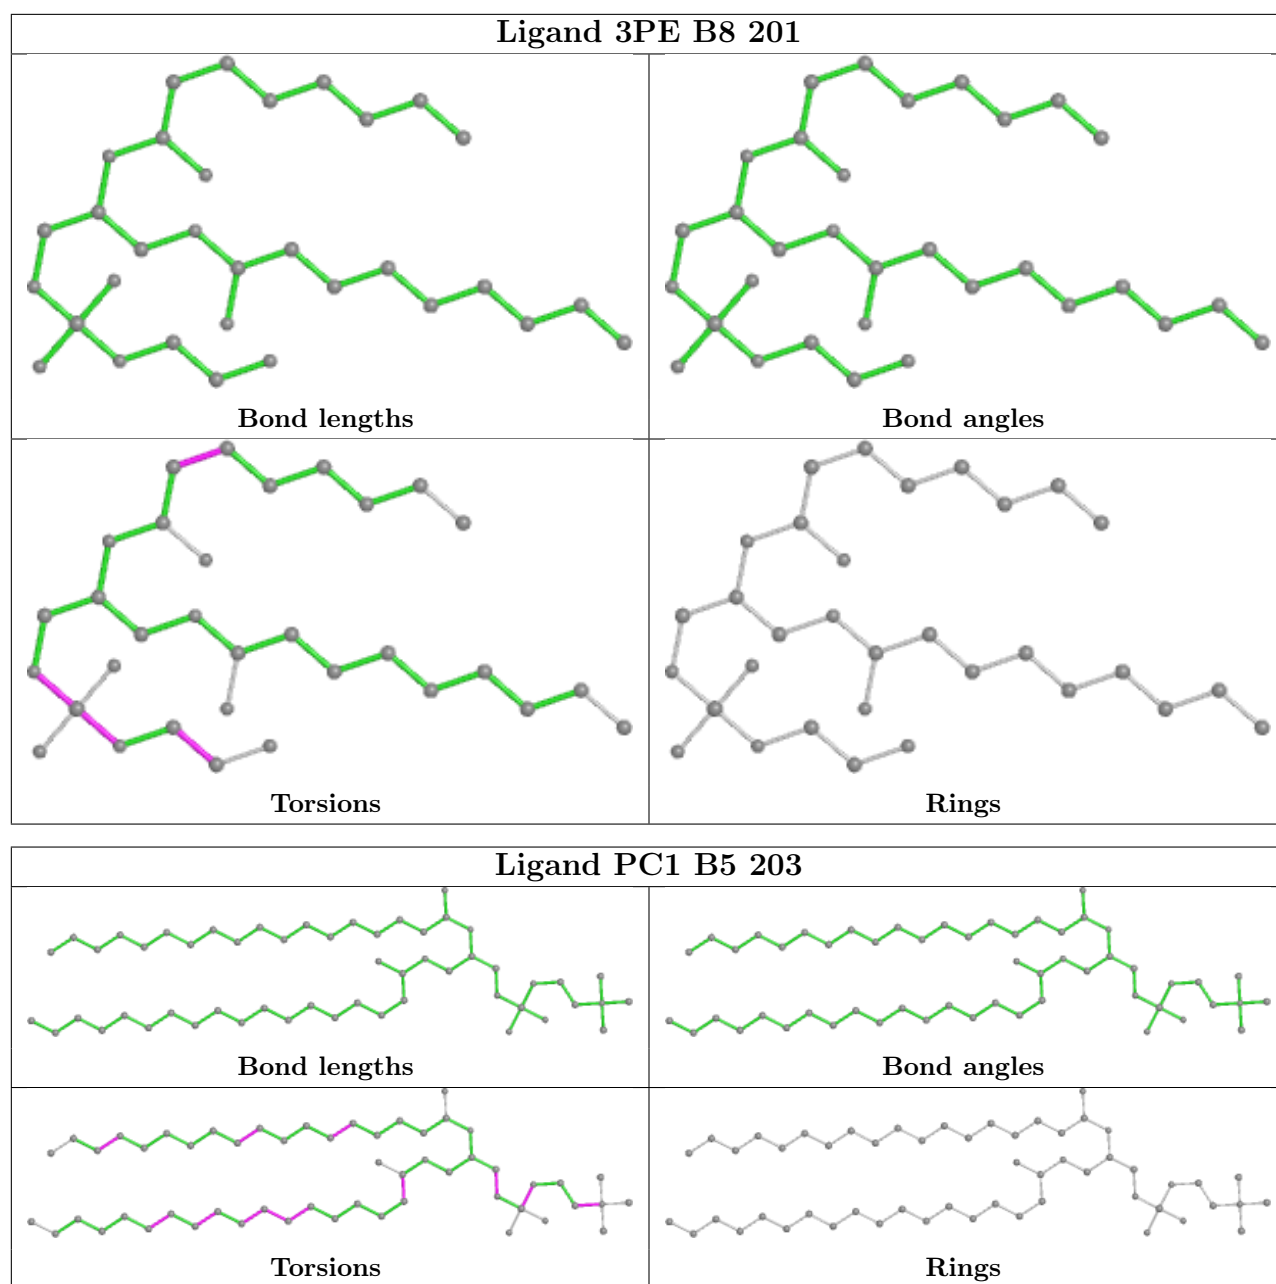 Ligand 3PE B8 201
Bond lengths
Bond angles
Torsions
Rings
Ligand PC1 B5 203
Bond lengths
Bond angles
Torsions
Rings